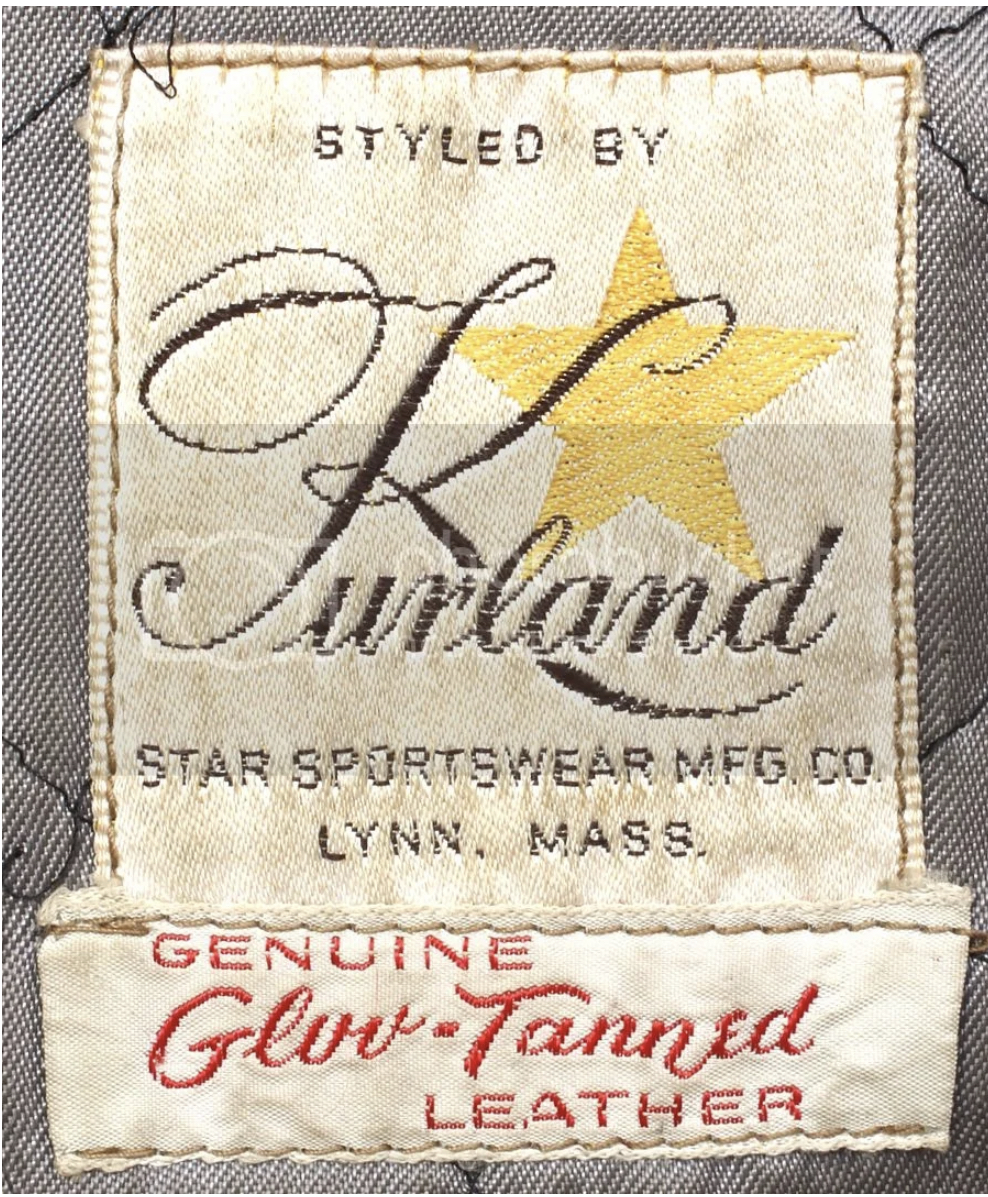 STYLED BY
Kurland
STAR SPORTSWEAR MFG. CO.
LYNN, MASS.
GENUINE
Glov-Tanned
LEATHER